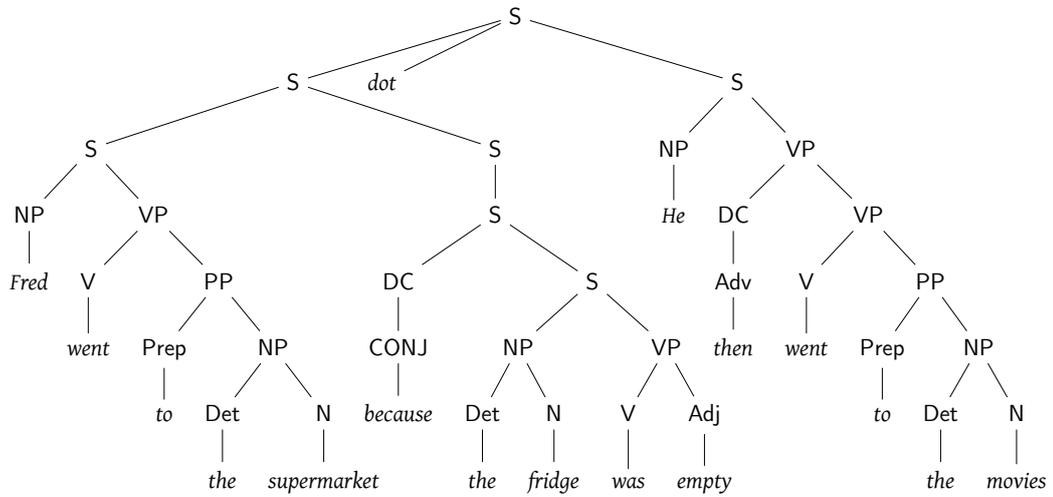 S
S dot S
S S NP VP
NP VP S He DC VP
Fred V PP DC S Adv V PP
went Prep NP CONJ NP VP then went Prep NP
to Det N because Det N V Adj to Det N
the supermarket the fridge was empty the movies